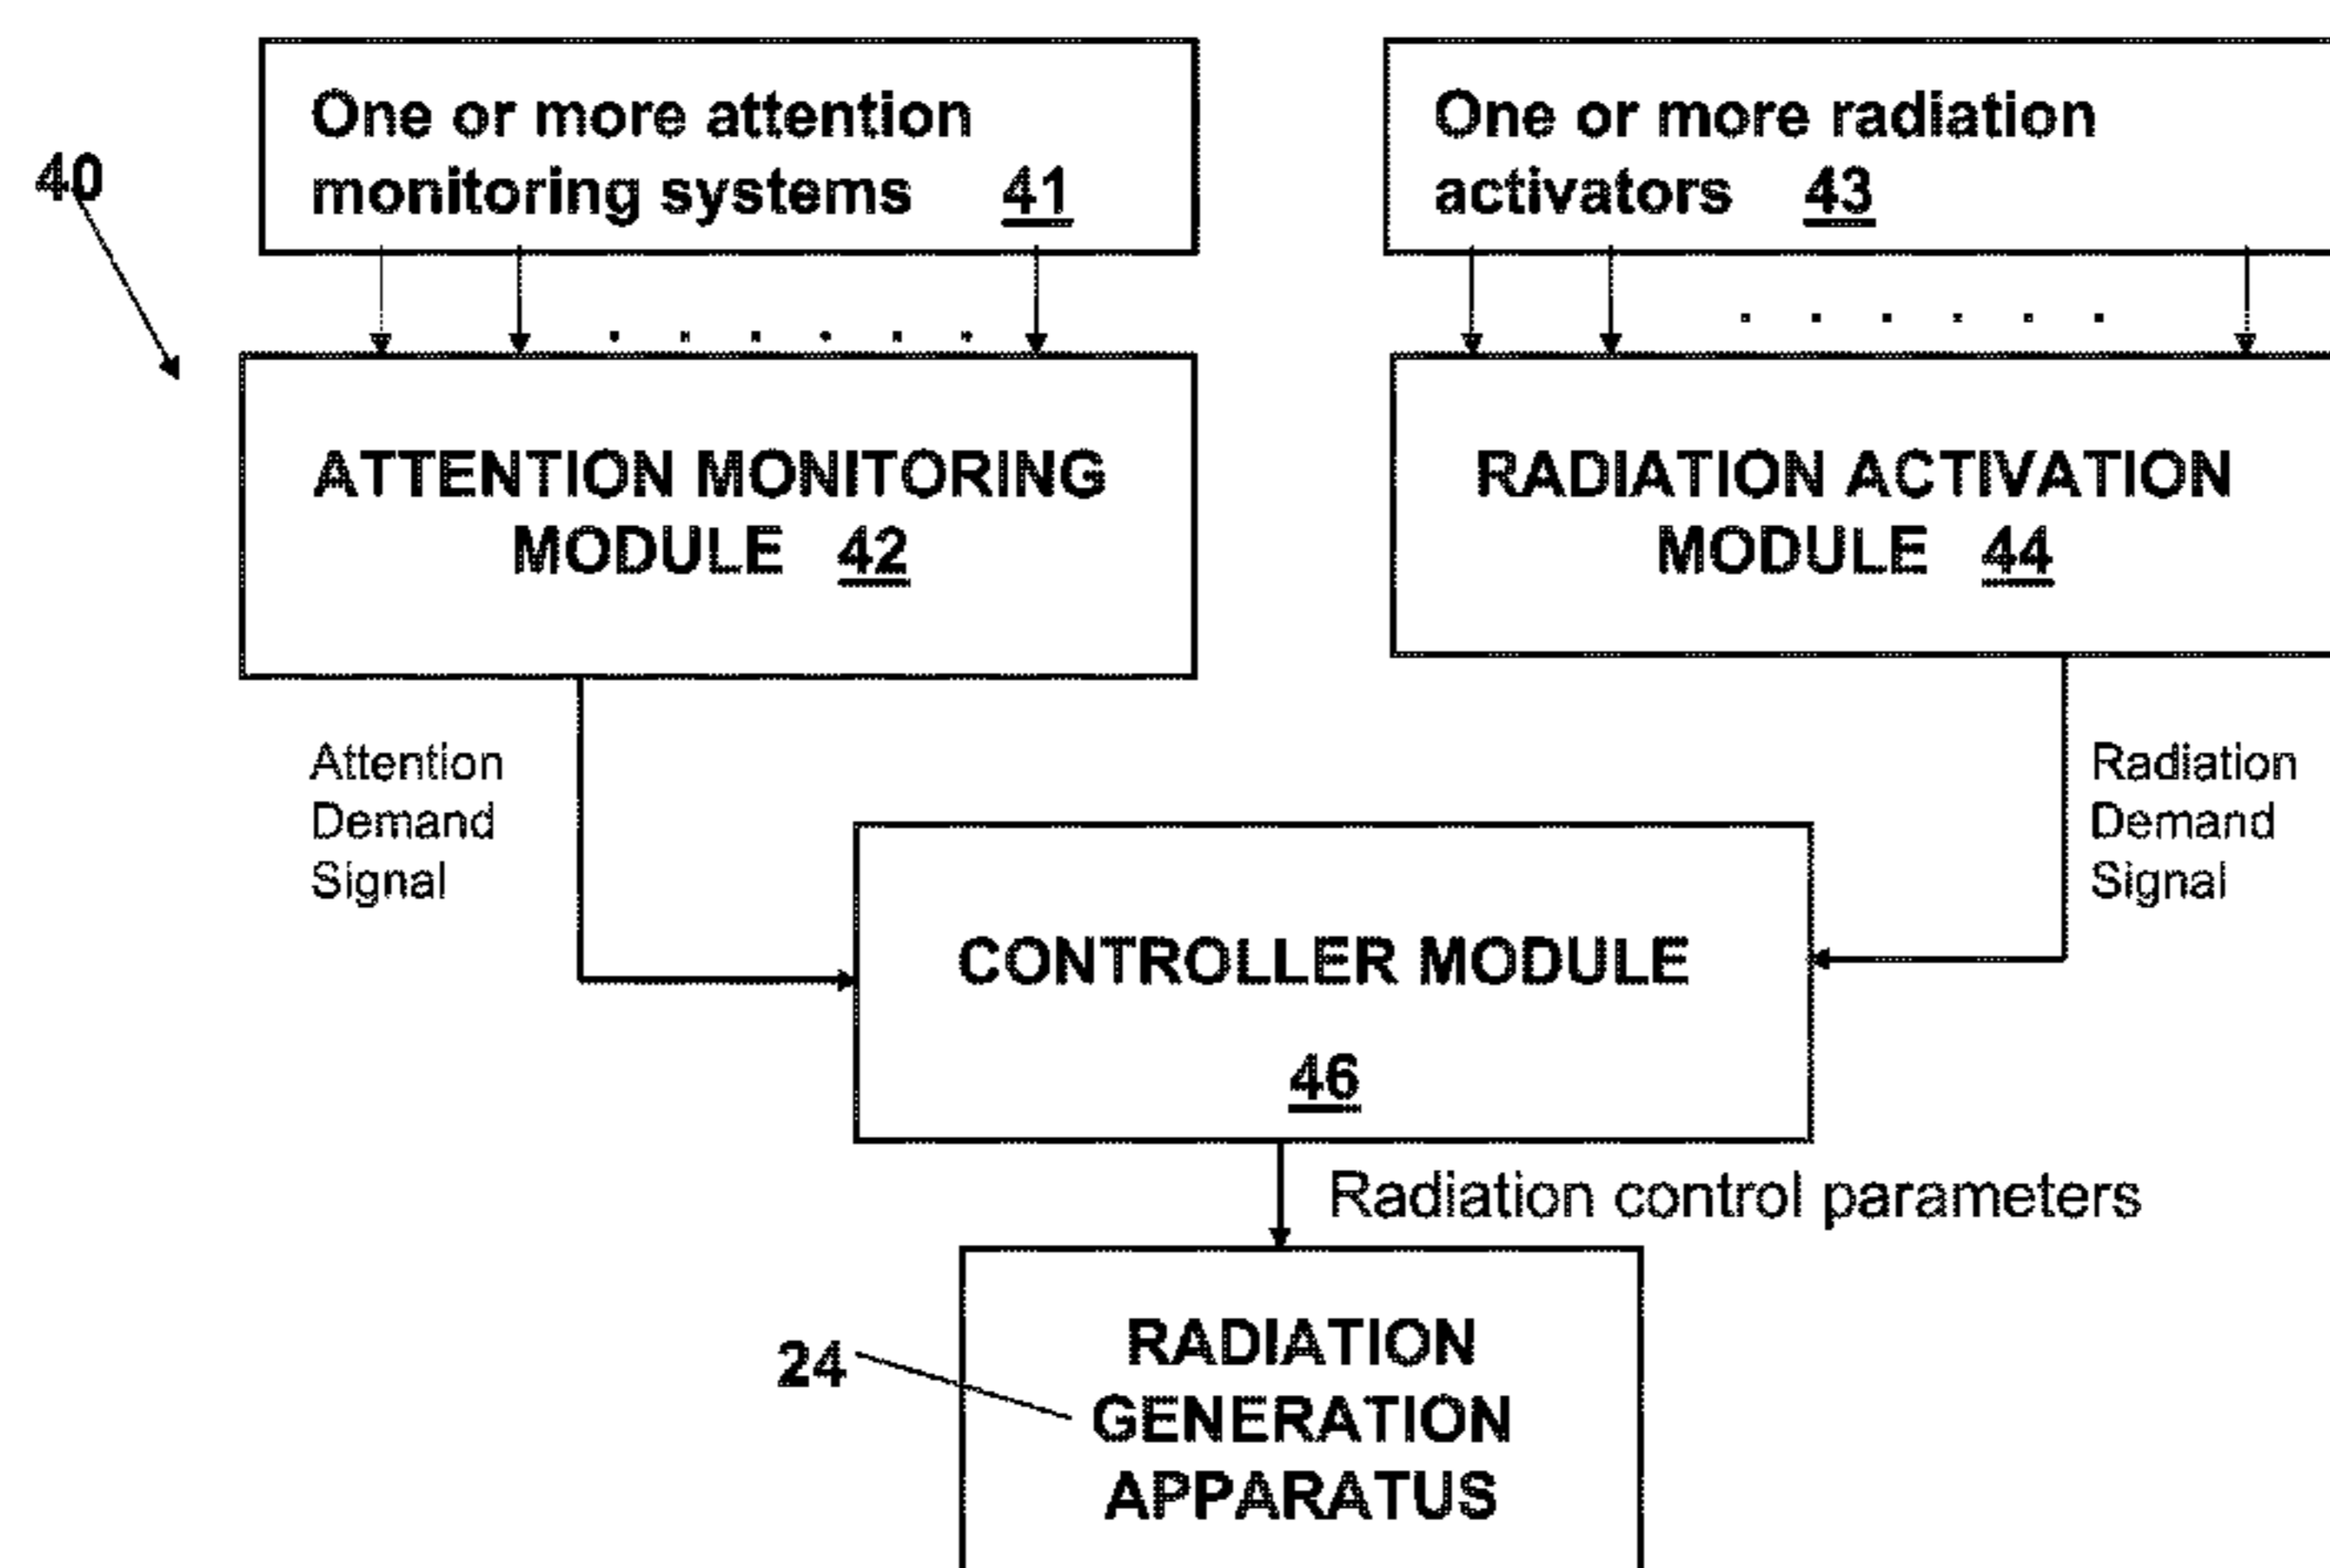 40
One or more attention
monitoring systems 41
One or more radiation
activators 43
ATTENTION MONITORING
MODULE 42
RADIATION ACTIVATION
MODULE 44
Attention
Demand
Signal
Radiation
Demand
Signal
CONTROLLER MODULE
46
Radiation control parameters
24
RADIATION
GENERATION
APPARATUS